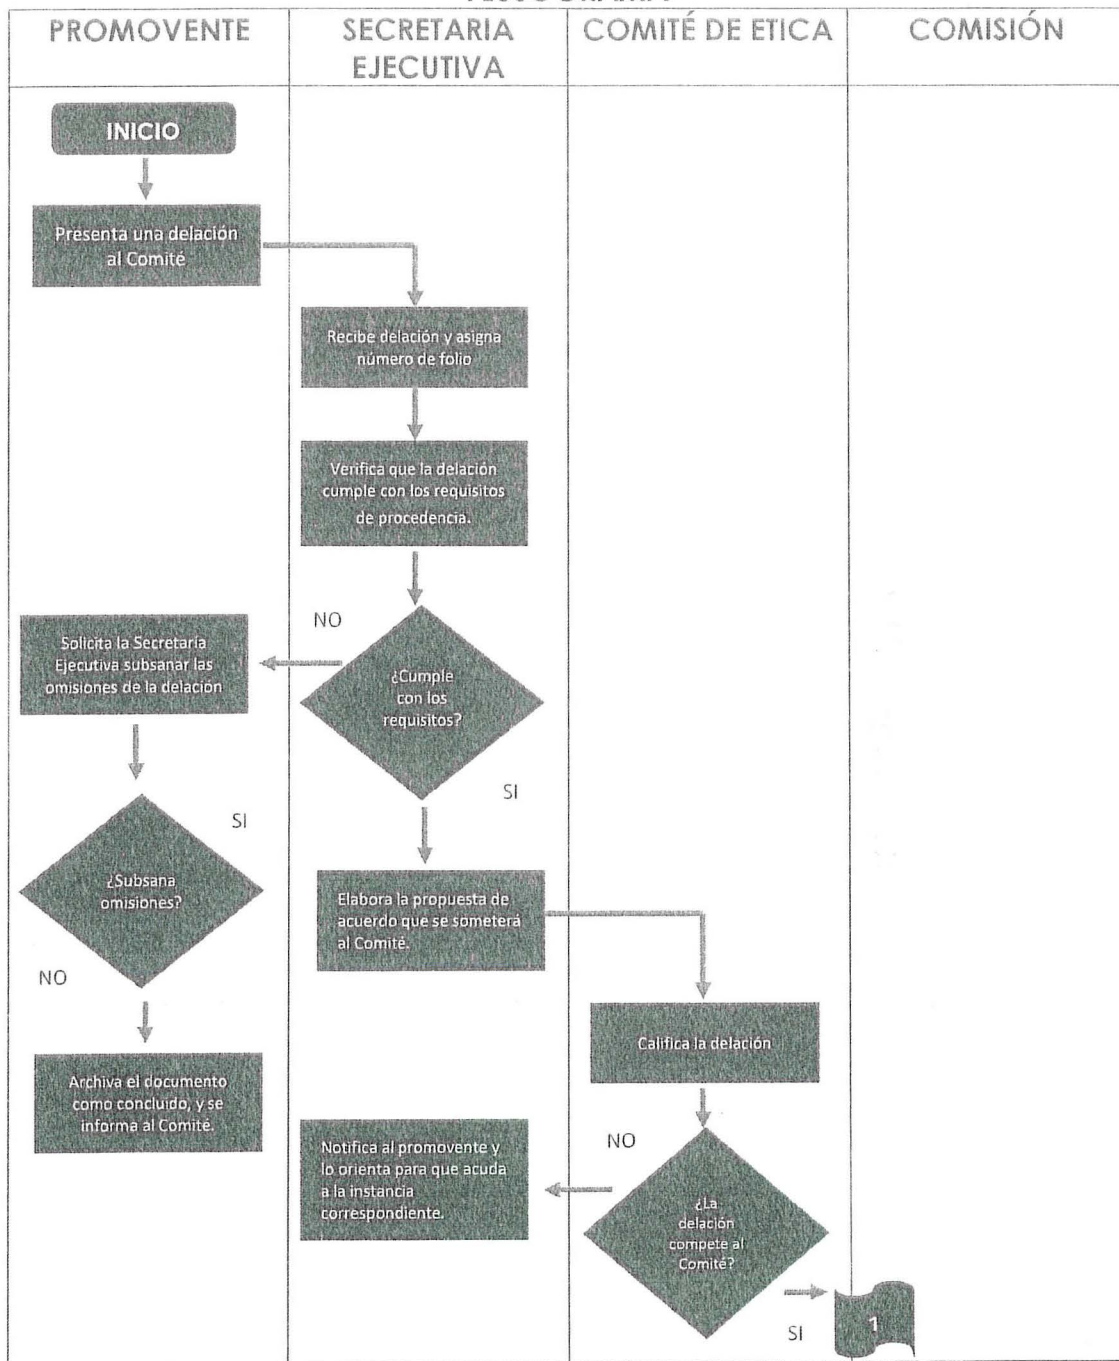 PROMOVENTE
SECRETARIA
EJECUTIVA
COMITÉ DE ETICA
COMISIÓN
INICIO
Presenta una delación
al Comité
Recibe delación y asigna
número de folio
Verifica que la delación
cumple con los requisitos
de procedencia.
¿Cumple
con los
requisitos?
NO
SI
Solicita la Secretaría
Ejecutiva subsanar las
omisiones de la delación
¿Subsana
omisiones?
SI
NO
Archiva el documento
como concluido, y se
informa al Comité.
Elabora la propuesta de
acuerdo que se someterá
al Comité.
Califica la delación
¿La
delación
compete al
Comité?
NO
Notifica al promovente y
lo orienta para que acuda
a la instancia
correspondiente.
SI
1